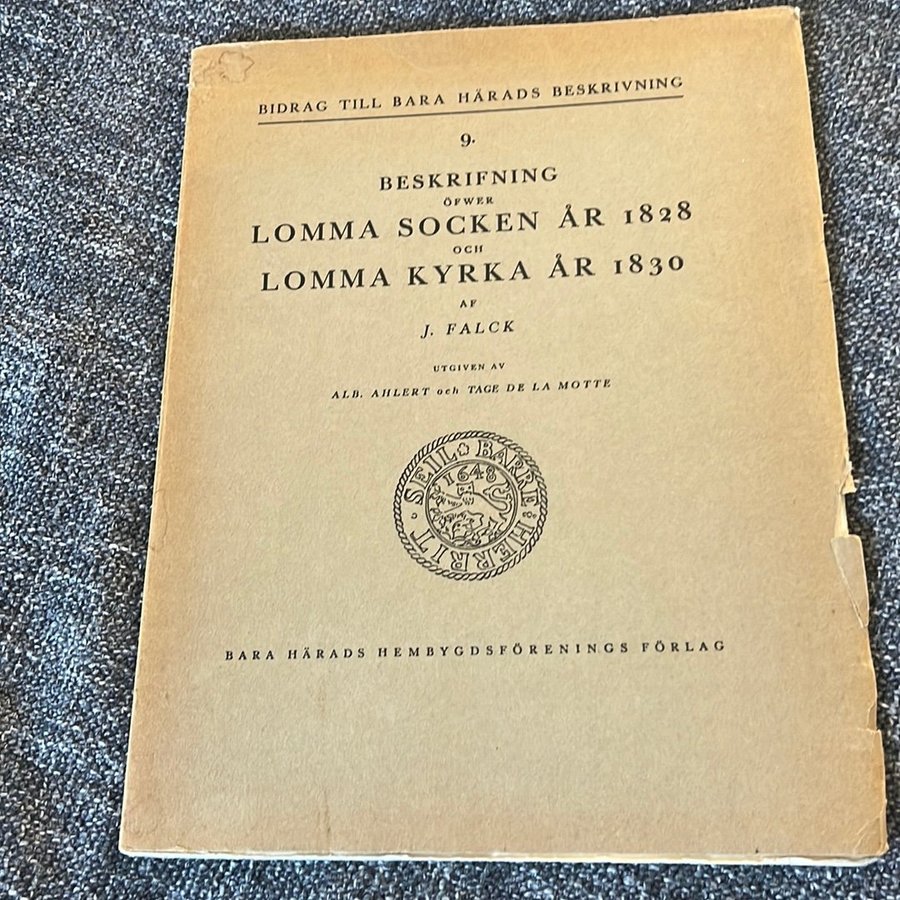 BIDRAG TILL BARA HÄRADS BESKRIVNING
9.
BESKRIFNING
ÖFWER
LOMMA SOCKEN ÅR 1828
OCH
LOMMA KYRKA ÅR 1830
AF
J. FALCK
UTGIVEN AV
ALB. AHLERT och TAGE DE LA MOTTE
SEIL BARRE HERRIT
1648
BARA HÄRADS HEMBYGDSFÖRENINGS FÖRLAG